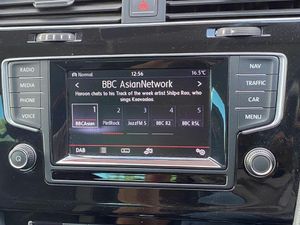 RADIO
MEDIA
PHONE
VOICE
Normal
12:56
16.5°C
BBC AsianNetwork
Haroon chats to his Track of the week artist Shilpa Rao, who
sings Kesvadas.
1
2
3
4
5
BBCAsian
JazzFM S
BBC R2
BBC R5L
DAB
NAV
TRAFFIC
CAR
MENU